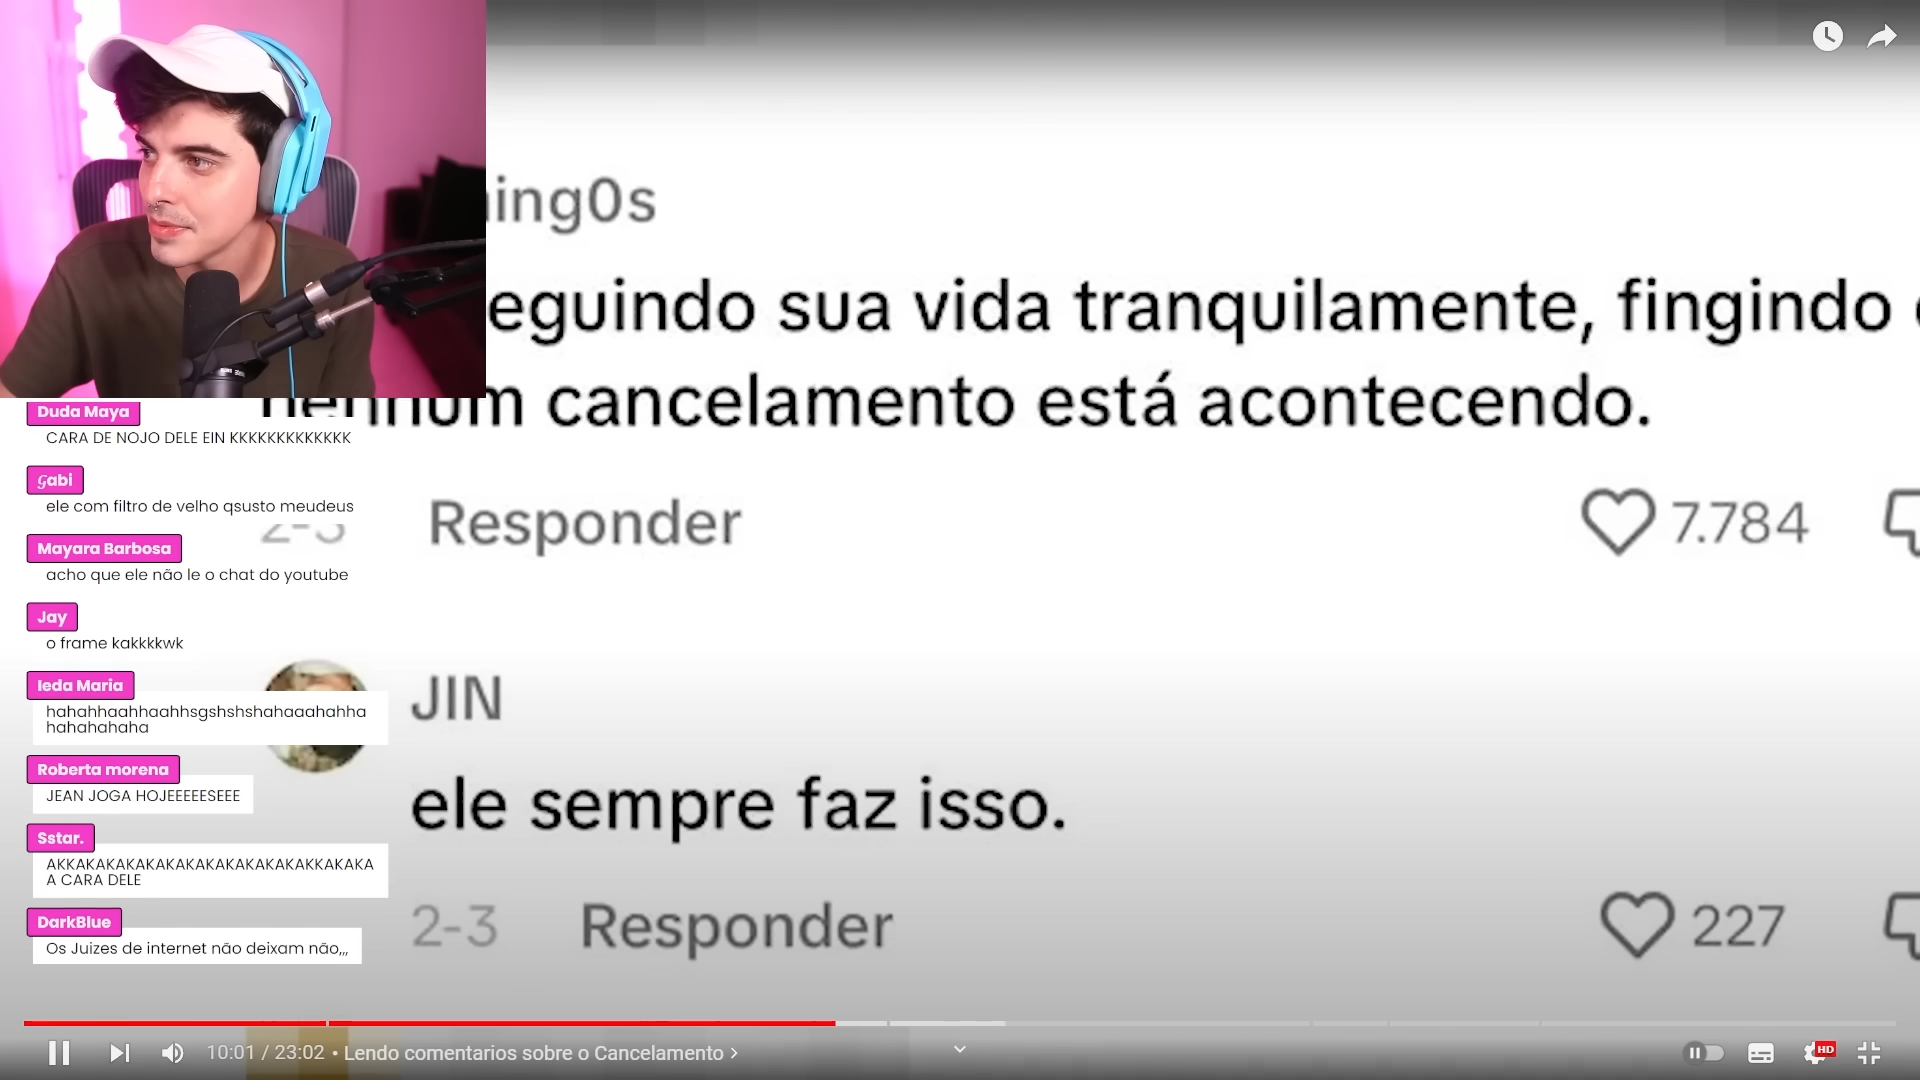 ing0s
eguindo sua vida tranquilamente, fingindo
nenhum cancelamento está acontecendo.
2-3 Responder 7.784
JIN
ele sempre faz isso.
2-3 Responder 227
Duda Maya
CARA DE NOJO DELE EIN KKKKKKKKKKKKK
Gabi
ele com filtro de velho qsusto meudeus
Mayara Barbosa
acho que ele não le o chat do youtube
Jay
o frame kakkkkwk
Ieda Maria
hahahhaahhaahhsgshshshahaaahahha
hahahahaha
Roberta morena
JEAN JOGA HOJEEEEESEEE
Sstar.
AKKAKAKAKAKAKAKAKAKAKAKAKKAKAKA
A CARA DELE
DarkBlue
Os Juizes de internet não deixam não,,,
10:01 / 23:02 • Lendo comentarios sobre o Cancelamento
HD